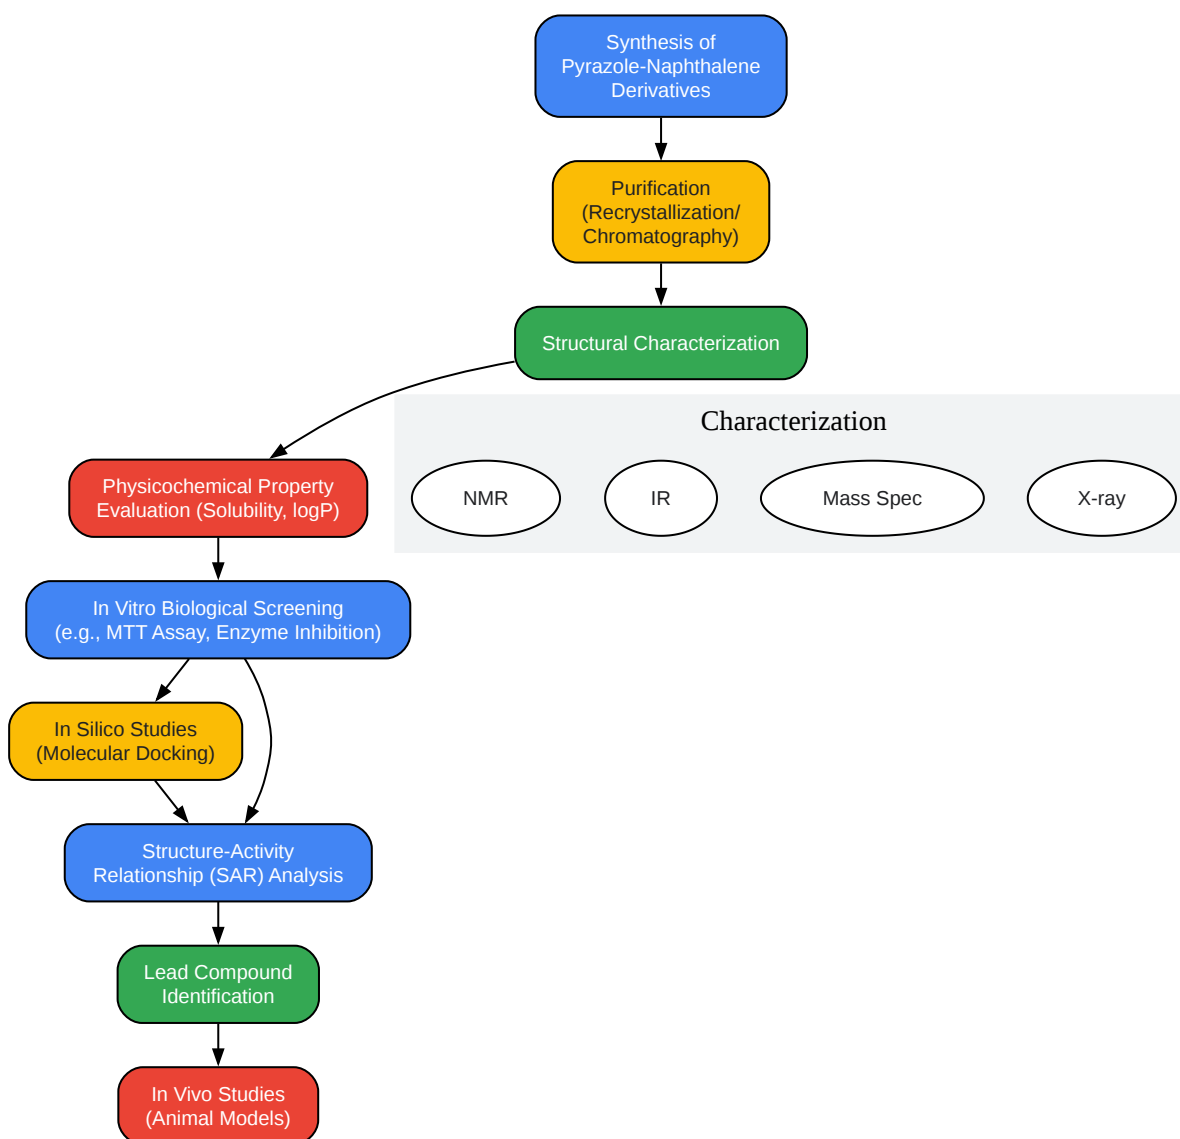 Synthesis of
Pyrazole-Naphthalene
Derivatives
Purification
(Recrystallization/
Chromatography)
Structural Characterization
Characterization
NMR
IR
Mass Spec
X-ray
Physicochemical Property
Evaluation (Solubility, logP)
In Vitro Biological Screening
(e.g., MTT Assay, Enzyme Inhibition)
In Silico Studies
(Molecular Docking)
Structure-Activity
Relationship (SAR) Analysis
Lead Compound
Identification
In Vivo Studies
(Animal Models)